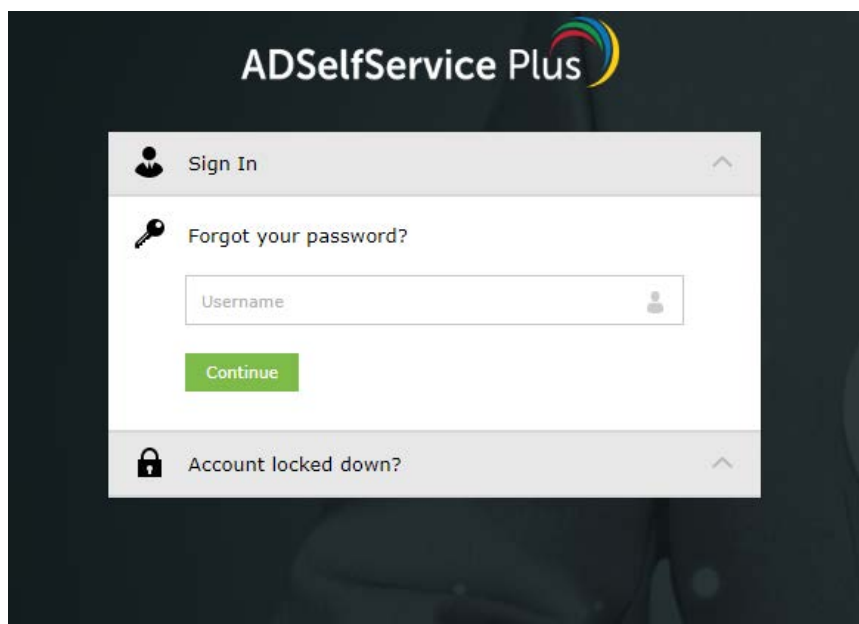 ADSelfService Plus
Sign In
Forgot your password?
Username
Continue
Account locked down?